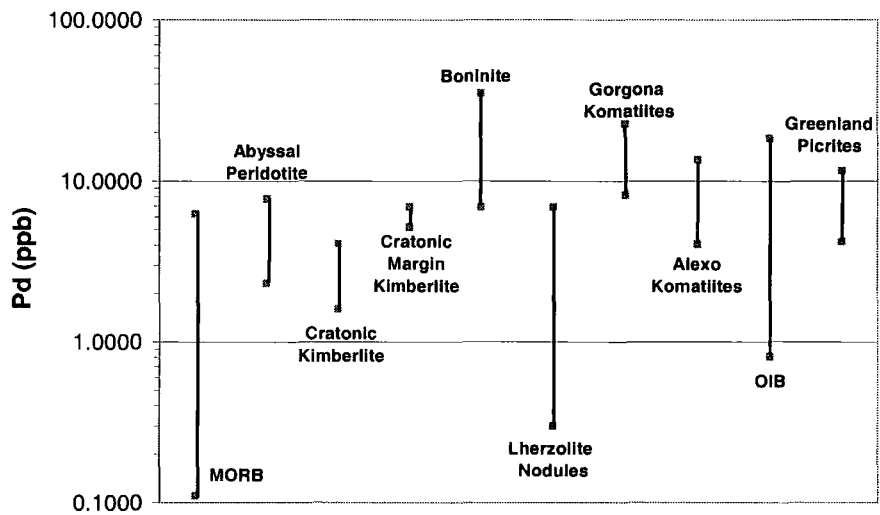 100.0000
10.0000
1.0000
0.1000
Pd (ppb)
MORB
Abyssal
Peridotite
Cratonic
Kimberlite
Cratonic
Margin
Kimberlite
Boninite
Lherzolite
Nodules
Gorgona
Komatiites
Alexo
Komatiites
OIB
Greenland
Picrites